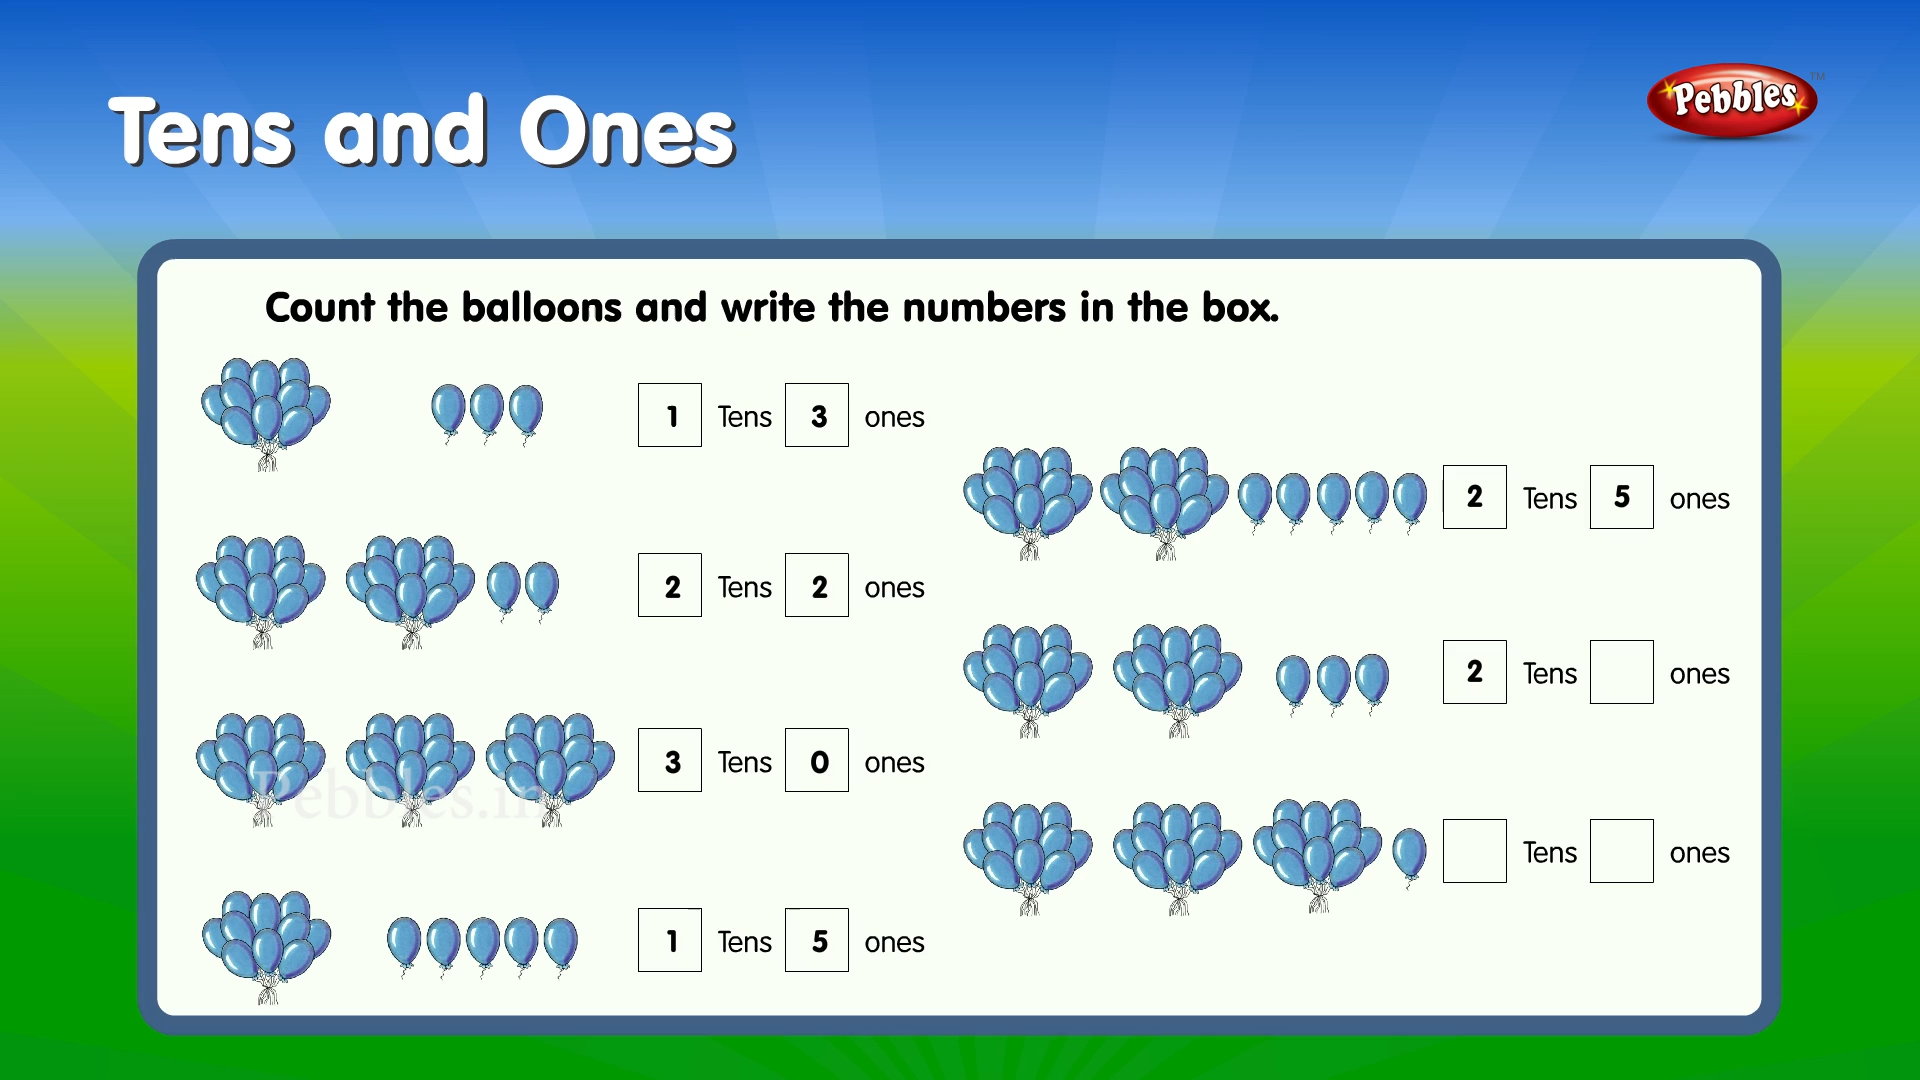 Tens and Ones
Pebbles™
Count the balloons and write the numbers in the box.
1 Tens 3 ones
2 Tens 2 ones
3 Tens 0 ones
Pebbles.in
1 Tens 5 ones
2 Tens 5 ones
2 Tens ones
Tens ones